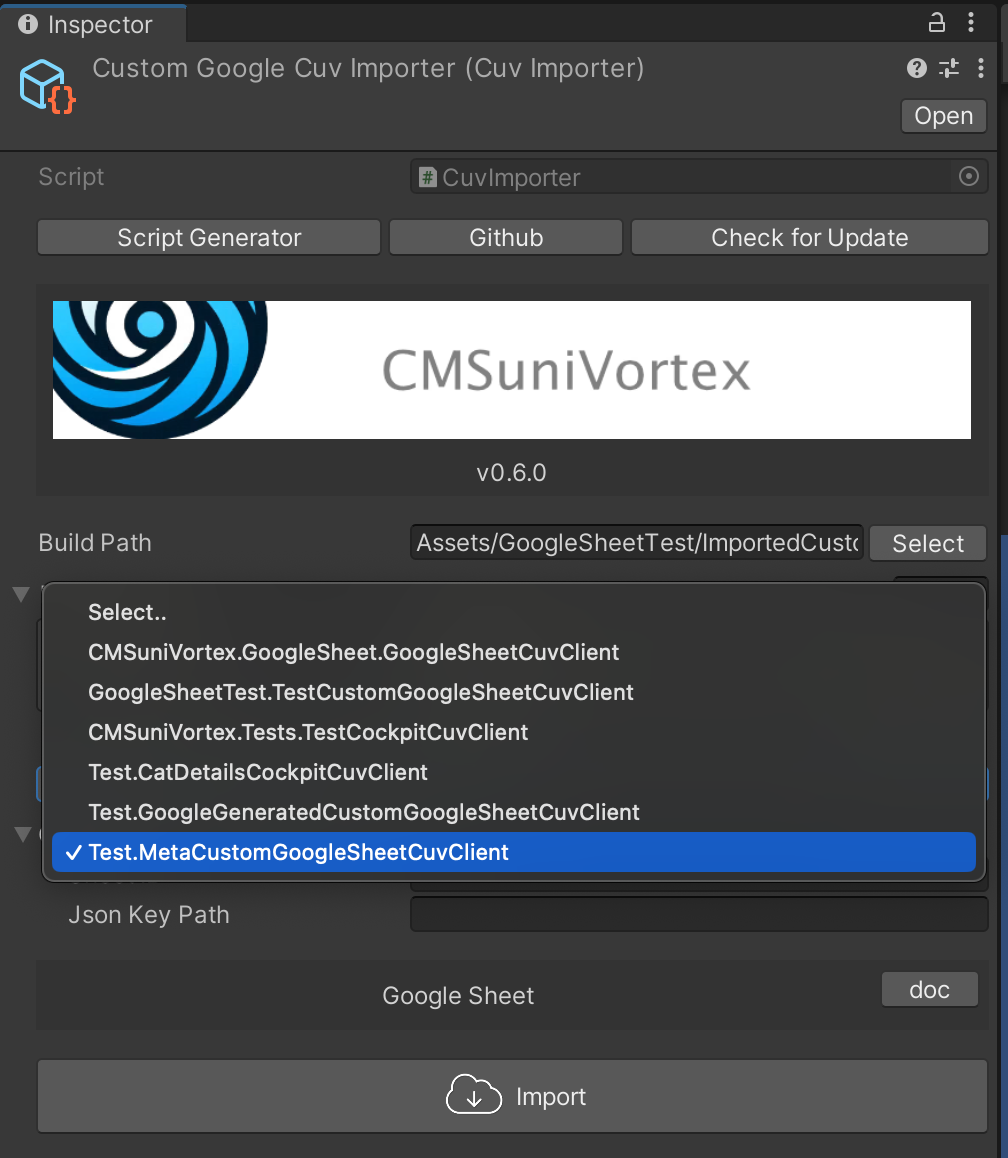 Inspector
Custom Google Cuv Importer (Cuv Importer)
Open
Script
# CuvImporter
Script Generator
Github
Check for Update
CMSuniVortex
v0.6.0
Build Path
Assets/GoogleSheetTest/ImportedCusto
Select
Select..
CMSuniVortex.GoogleSheet.GoogleSheetCuvClient
GoogleSheetTest.TestCustomGoogleSheetCuvClient
CMSuniVortex.Tests.TestCockpitCuvClient
Test.CatDetailsCockpitCuvClient
Test.GoogleGeneratedCustomGoogleSheetCuvClient
✓ Test.MetaCustomGoogleSheetCuvClient
Json Key Path
Google Sheet
doc
Import